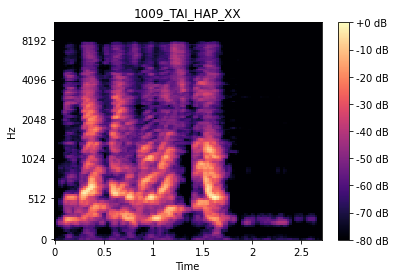 1009_TAI_HAP_XX
+0 dB
8192
-10 dB
4096
-20 dB
-30 dB
2048
-40 dB
Hz
1024
-50 dB
512
-60 dB
-70 dB
0
-80 dB
0 0.5 1 1.5 2 2.5
Time